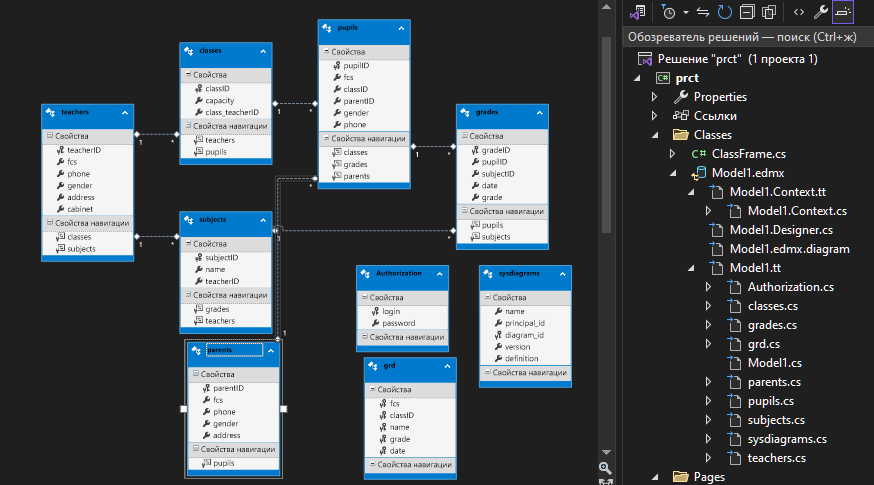 teachers
Свойства
teacherID
fcs
phone
gender
address
cabinet
Свойства навигации
classes
subjects
classes
Свойства
classID
capacity
class_teacherID
Свойства навигации
teachers
pupils
pupils
Свойства
pupilID
fcs
classID
parentID
gender
phone
Свойства навигации
classes
grades
parents
grades
Свойства
gradeID
pupilID
subjectID
date
grade
Свойства навигации
pupils
subjects
subjects
Свойства
subjectID
name
teacherID
Свойства навигации
grades
teachers
parents
Свойства
parentID
fcs
phone
gender
address
Свойства навигации
pupils
Authorization
Свойства
login
password
Свойства навигации
grd
Свойства
fcs
classID
name
grade
date
Свойства навигации
sysdiagrams
Свойства
name
principal_id
diagram_id
version
definition
Свойства навигации
1
*
1
*
1
*
1
*
1
*
1
*
Обозреватель решений — поиск (Ctrl+ж)
Решение "prct" (1 проекта 1)
prct
Properties
Ссылки
Classes
ClassFrame.cs
Model1.edmx
Model1.Context.tt
Model1.Context.cs
Model1.Designer.cs
Model1.edmx.diagram
Model1.tt
Authorization.cs
classes.cs
grades.cs
grd.cs
Model1.cs
parents.cs
pupils.cs
subjects.cs
sysdiagrams.cs
teachers.cs
Pages